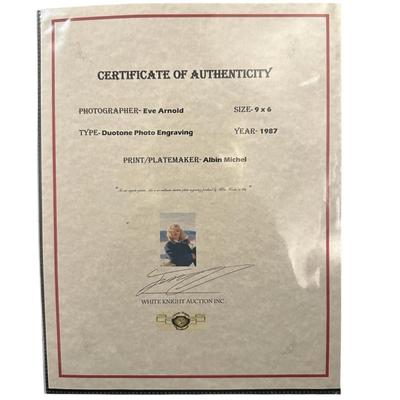 CERTIFICATE OF AUTHENTICITY
PHOTOGRAPHER- Eve Arnold SIZE- 9 x 6
TYPE- Duotone Photo Engraving YEAR- 1987
PRINT/PLATEMAKER- Albin Michel
WHITE KNIGHT AUCTION INC